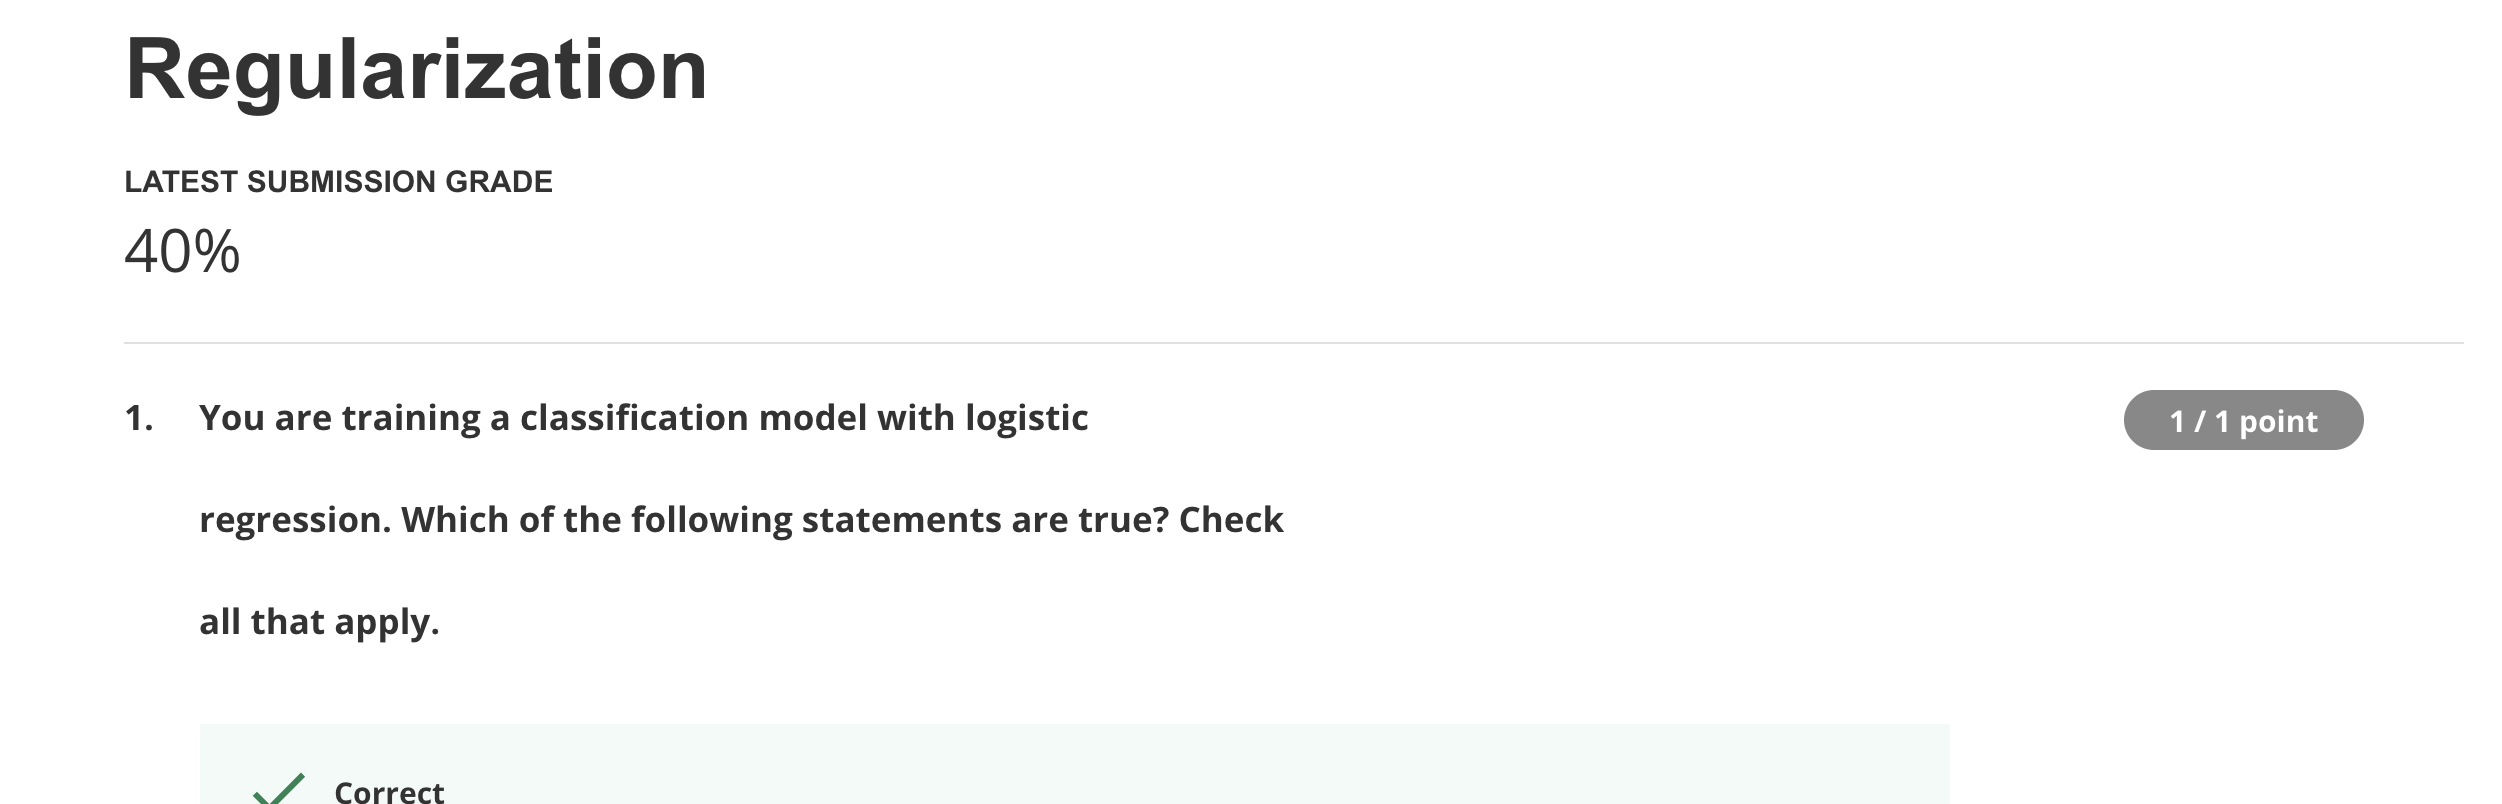 Regularization
LATEST SUBMISSION GRADE
40%
1. You are training a classification model with logistic
1 / 1 point
regression. Which of the following statements are true? Check
all that apply.
Correct